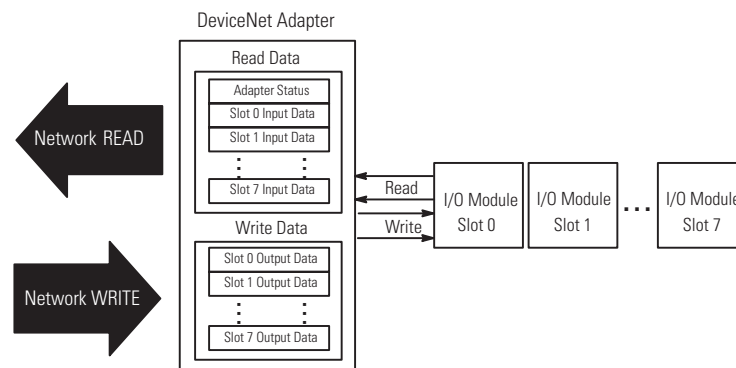 DeviceNet Adapter
Read Data
Adapter Status
Slot 0 Input Data
Slot 1 Input Data
Slot 7 Input Data
Network READ
Read
Write
I/O Module
Slot 0
I/O Module
Slot 1
I/O Module
Slot 7
Write Data
Slot 0 Output Data
Slot 1 Output Data
Slot 7 Output Data
Network WRITE